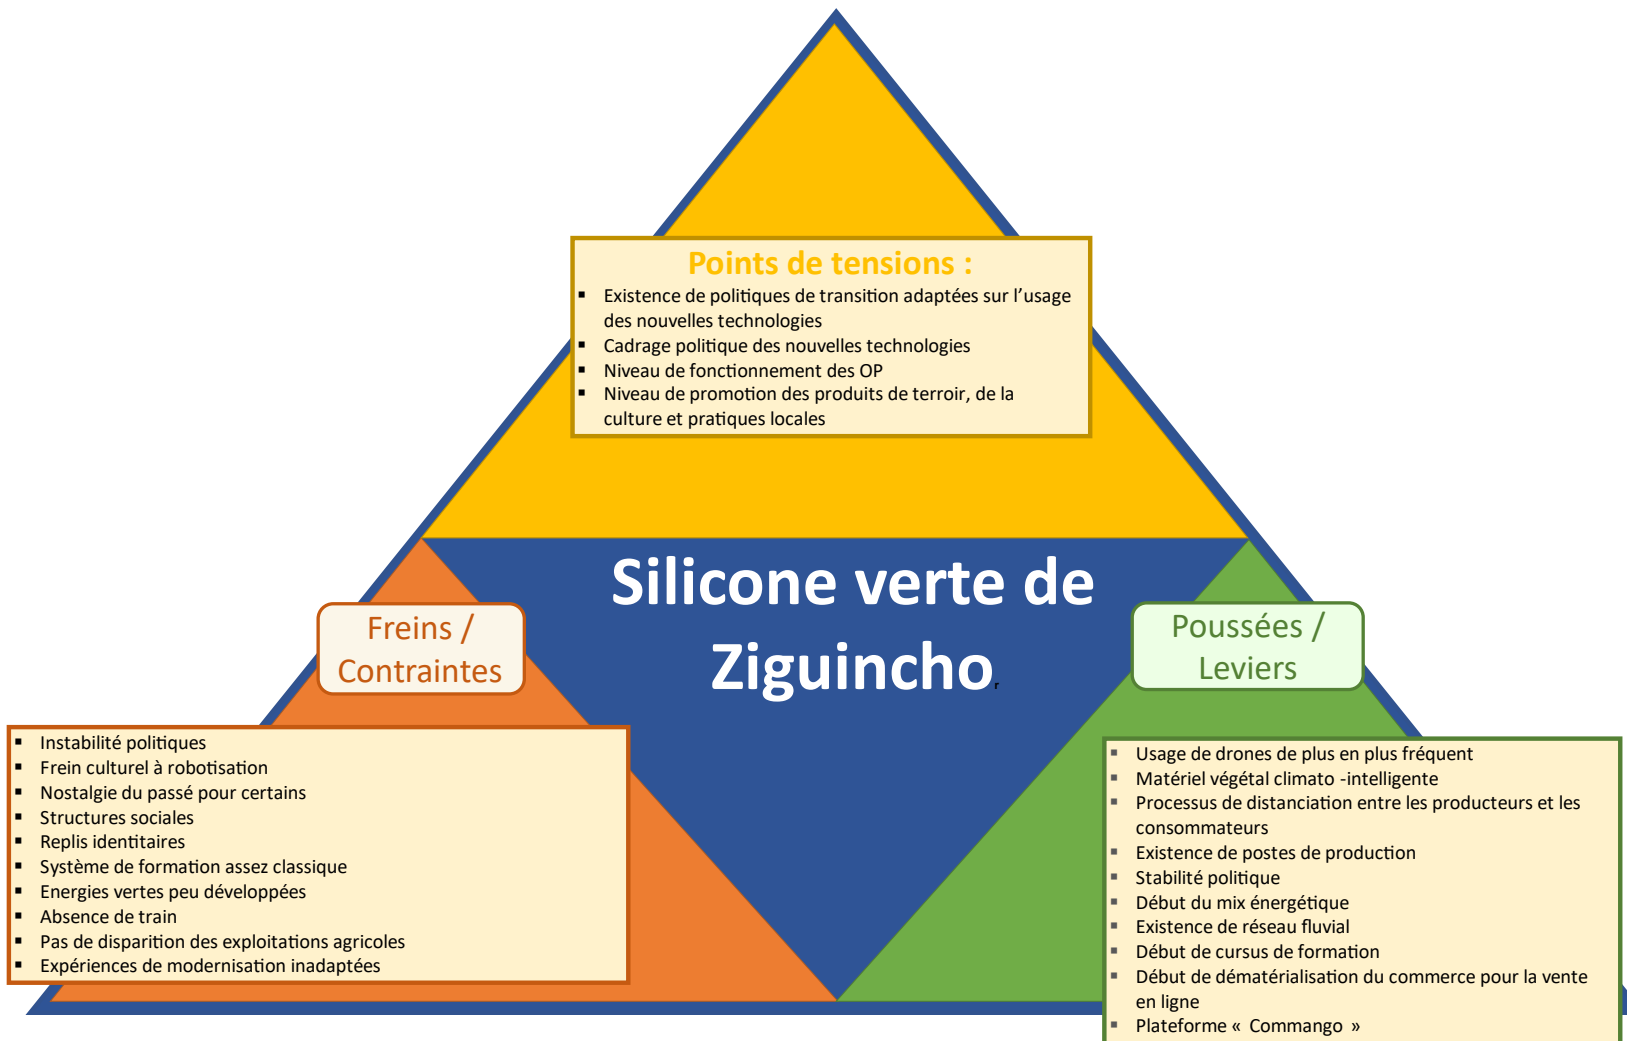 Points de tensions :
Existence de politiques de transition adaptées sur l'usage
des nouvelles technologies
Cadrage politique des nouvelles technologies
Niveau de fonctionnement des OP
Niveau de promotion des produits de terroir, de la
culture et pratiques locales
Silicone verte de
Ziguinchor
Freins /
Contraintes
Poussées /
Leviers
Instabilité politiques
Frein culturel à robotisation
Nostalgie du passé pour certains
Structures sociales
Replis identitaires
Système de formation assez classique
Energies vertes peu développées
Absence de train
Pas de disparition des exploitations agricoles
Expériences de modernisation inadaptées
Usage de drones de plus en plus fréquent
Matériel végétal climato -intelligente
Processus de distanciation entre les producteurs et les
consommateurs
Existence de postes de production
Stabilité politique
Début du mix énergétique
Existence de réseau fluvial
Début de cursus de formation
Début de dématérialisation du commerce pour la vente
en ligne
Plateforme « Commango »